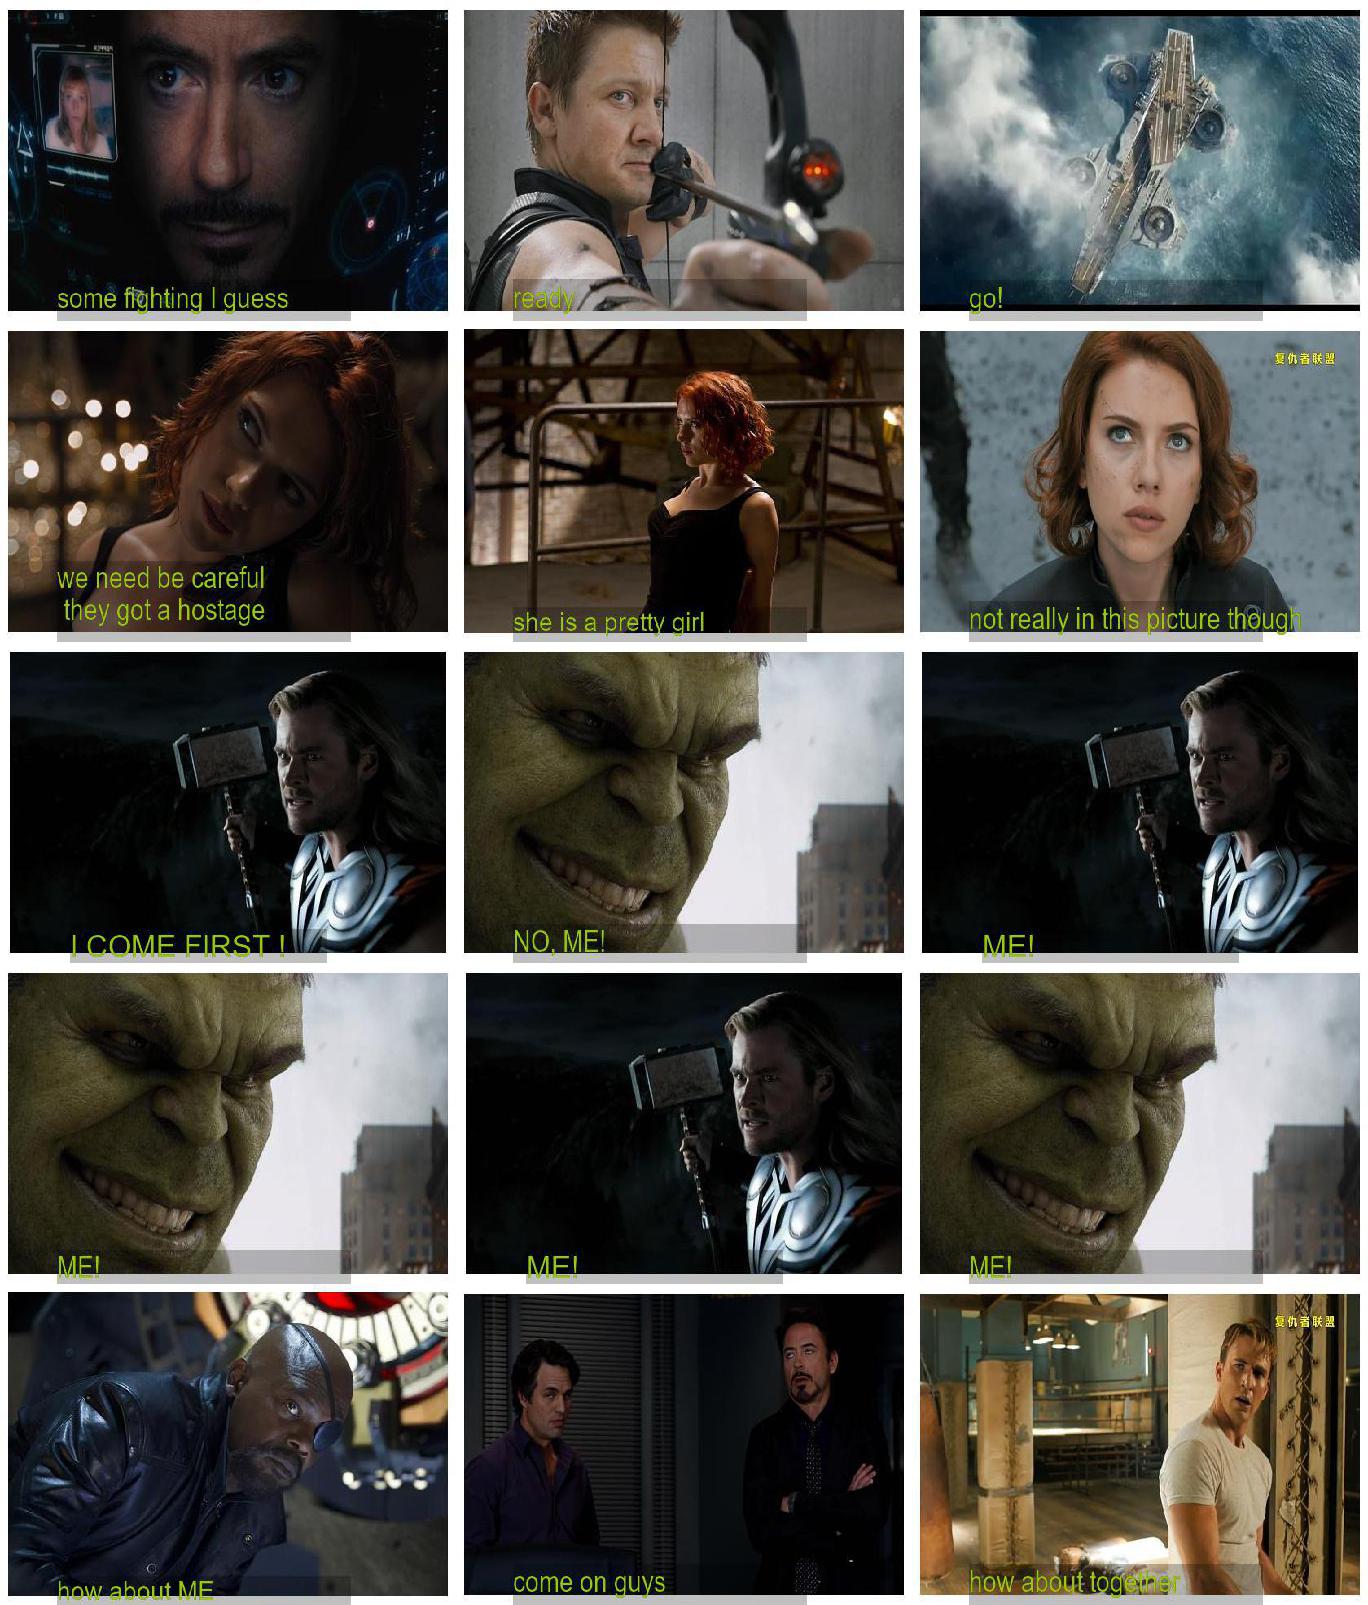 some fighting I guess
ready
go!
we need be careful
they got a hostage
she is a pretty girl
复仇者联盟
not really in this picture though
I COME FIRST !
NO, ME!
ME!
ME!
ME!
ME!
how about ME
come on guys
复仇者联盟
how about together